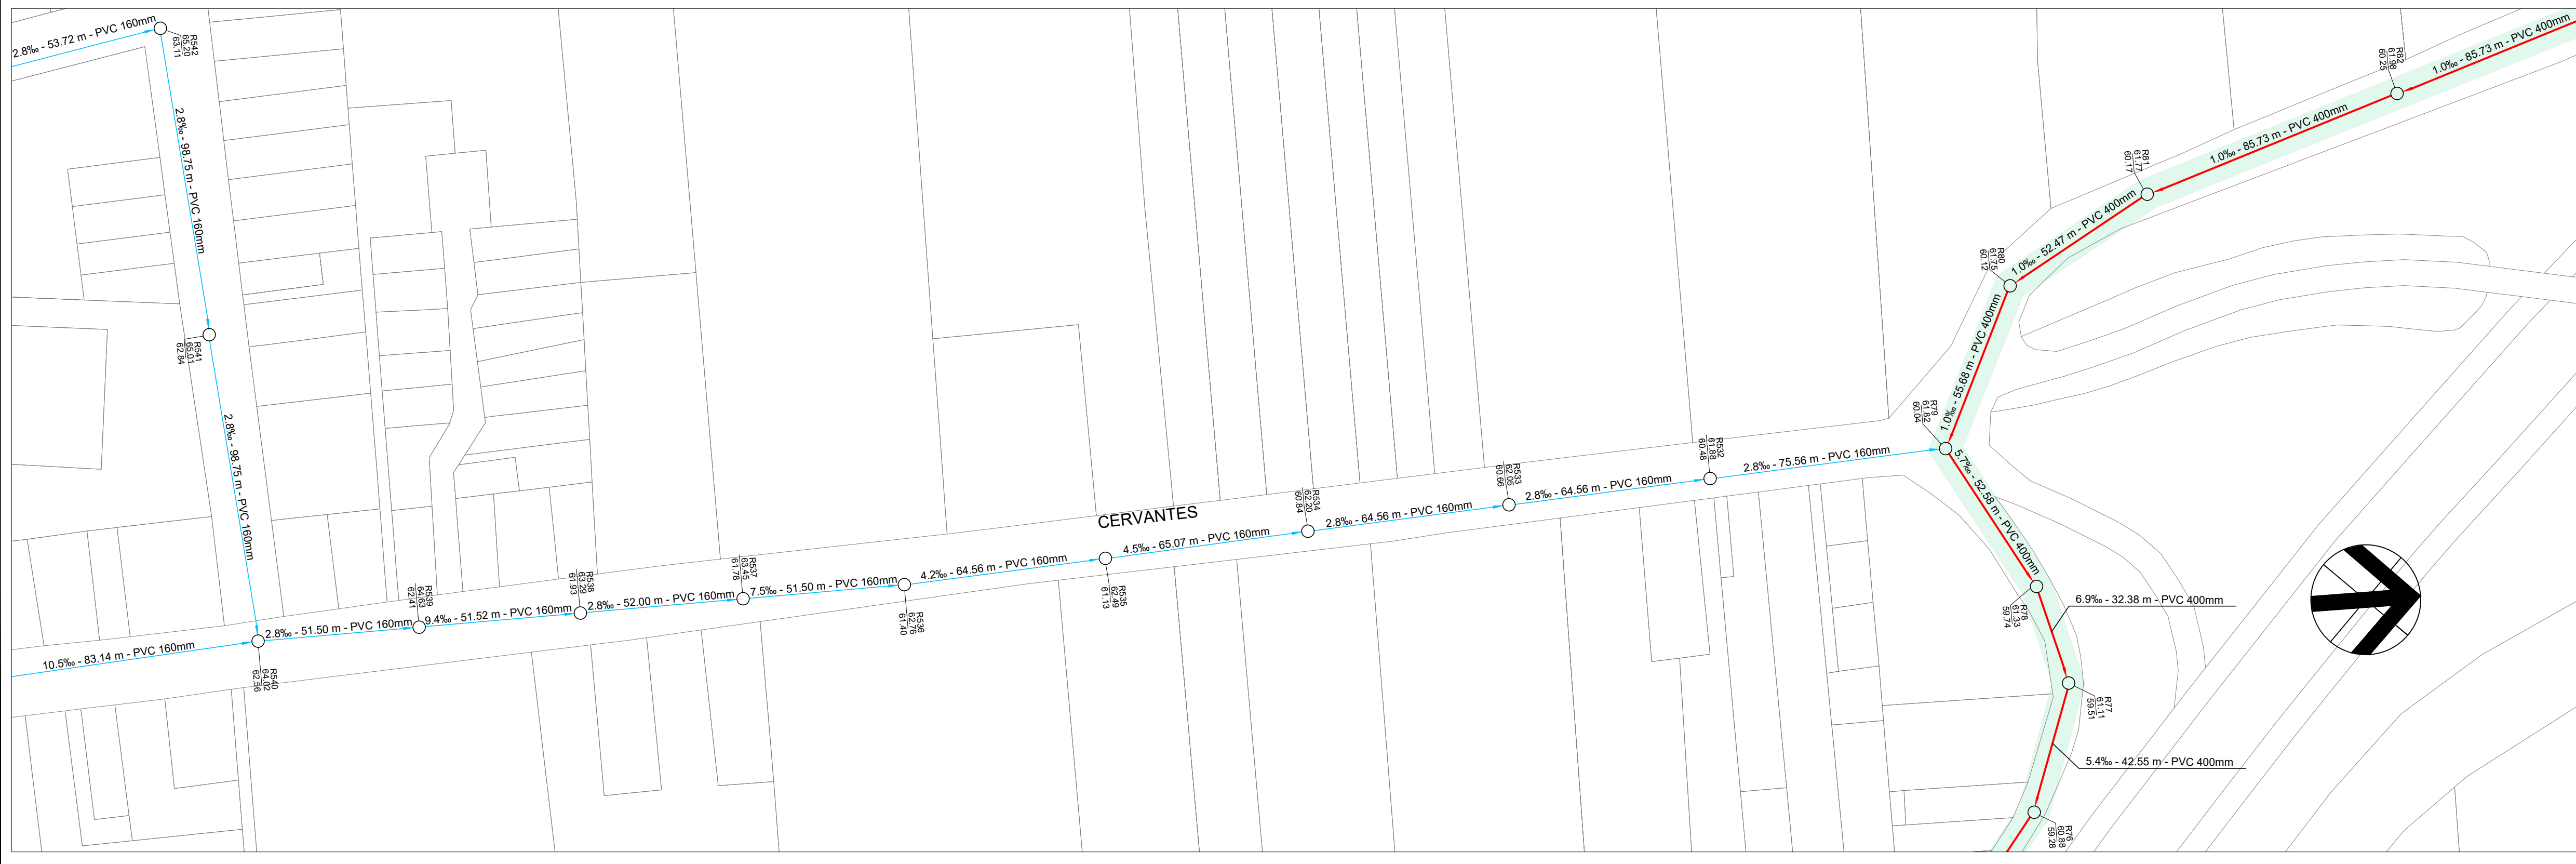 2.8‰ - 53.72 m - PVC 160mm
R542
65.20
63.11
2.8‰ - 98.75 m - PVC 160mm
R541
65.01
62.84
2.8‰ - 98.75 m - PVC 160mm
10.5‰ - 83.14 m - PVC 160mm
R540
64.02
62.56
2.8‰ - 51.50 m - PVC 160mm
R539
64.63
62.41
9.4‰ - 51.52 m - PVC 160mm
R538
63.29
61.93
2.8‰ - 52.00 m - PVC 160mm
R537
63.45
61.78
7.5‰ - 51.50 m - PVC 160mm
R536
62.76
61.40
4.2‰ - 64.56 m - PVC 160mm
CERVANTES
R535
62.49
61.13
4.5‰ - 65.07 m - PVC 160mm
R534
62.20
60.84
2.8‰ - 64.56 m - PVC 160mm
R533
62.05
60.66
2.8‰ - 64.56 m - PVC 160mm
R532
61.88
60.48
2.8‰ - 75.56 m - PVC 160mm
1.0‰ - 85.73 m - PVC 400mm
R82
61.98
60.25
1.0‰ - 85.73 m - PVC 400mm
R81
61.77
60.17
1.0‰ - 52.47 m - PVC 400mm
R80
61.75
60.12
1.0‰ - 55.68 m - PVC 400mm
R79
61.82
60.04
5.7‰ - 52.58 m - PVC 400mm
R78
61.33
59.74
6.9‰ - 32.38 m - PVC 400mm
R77
61.11
59.51
5.4‰ - 42.55 m - PVC 400mm
R76
60.88
59.28